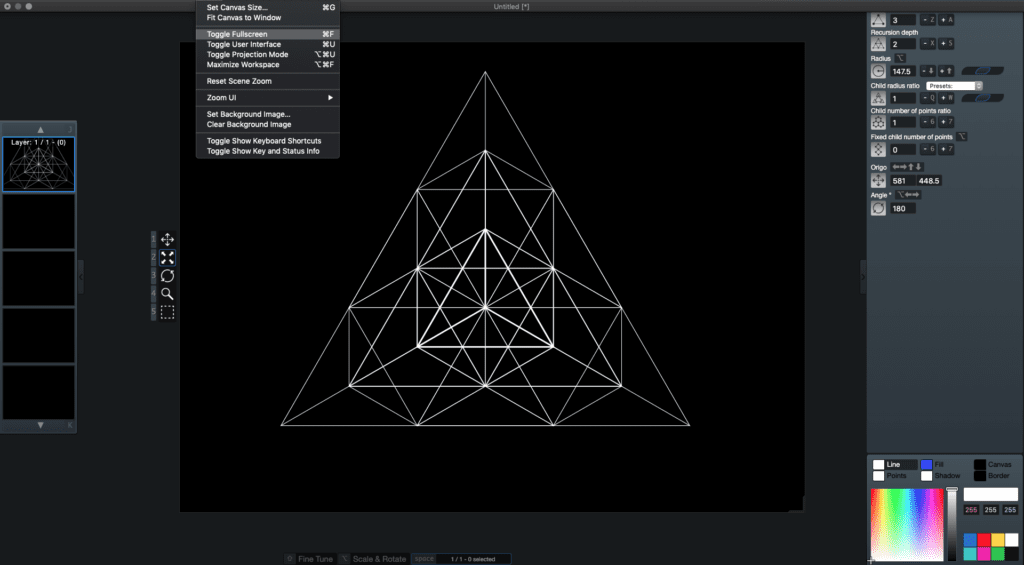 Untitled [*]
Set Canvas Size... ⌘G
Fit Canvas to Window
Toggle Fullscreen ⌘F
Toggle User Interface ⌘U
Toggle Projection Mode ⌥⌘U
Maximize Workspace ⌥⌘F
Reset Scene Zoom
Zoom UI ▶
Set Background Image...
Clear Background Image
Toggle Show Keyboard Shortcuts
Toggle Show Key and Status Info
Layer: 1 / 1 - (0)
3 - Z + A
Recursion depth
2 - X + S
Radius ⌥
147.5 - ⬇ + ⬆
Child radius ratio Presets:
1 - Q + R
Child number of points ratio
1 - 6 + 7
Fixed child number of points ⌥
0 - 6 + 7
Origo ⬅➡⬆⬇
581 448.5
Angle * ⌥⬅➡
180
Line Fill Canvas
Points Shadow Border
255 255 255
Fine Tune ⌥ Scale & Rotate space 1 / 1 - 0 selected